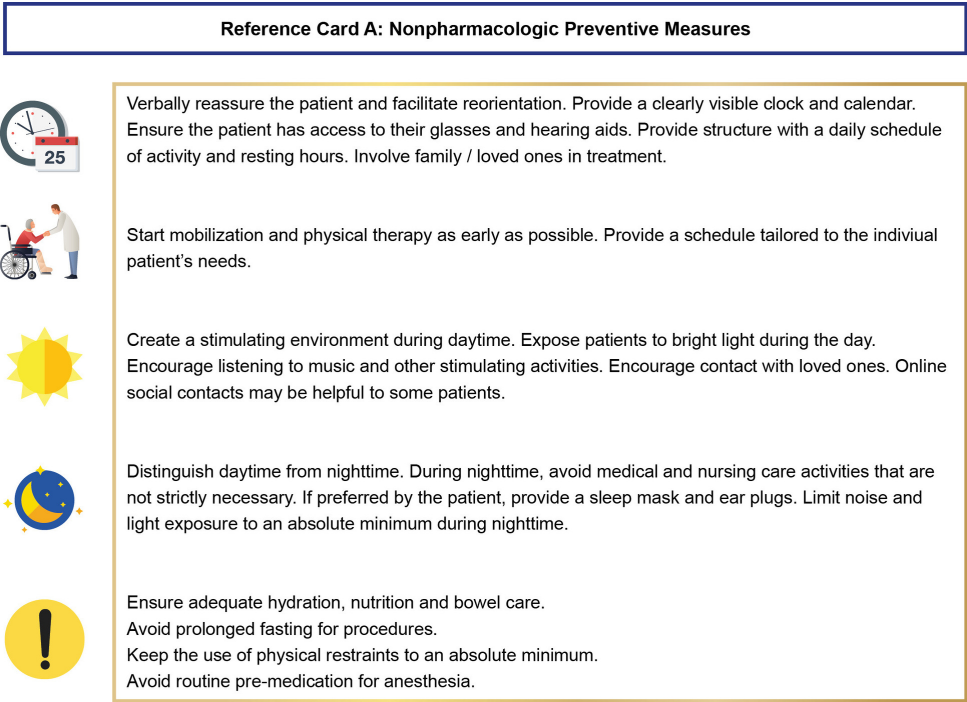 Reference Card A: Nonpharmacologic Preventive Measures
Verbally reassure the patient and facilitate reorientation. Provide a clearly visible clock and calendar.
Ensure the patient has access to their glasses and hearing aids. Provide structure with a daily schedule
of activity and resting hours. Involve family / loved ones in treatment.
25
Start mobilization and physical therapy as early as possible. Provide a schedule tailored to the indiviual
patient's needs.
Create a stimulating environment during daytime. Expose patients to bright light during the day.
Encourage listening to music and other stimulating activities. Encourage contact with loved ones. Online
social contacts may be helpful to some patients.
Distinguish daytime from nighttime. During nighttime, avoid medical and nursing care activities that are
not strictly necessary. If preferred by the patient, provide a sleep mask and ear plugs. Limit noise and
light exposure to an absolute minimum during nighttime.
!
Ensure adequate hydration, nutrition and bowel care.
Avoid prolonged fasting for procedures.
Keep the use of physical restraints to an absolute minimum.
Avoid routine pre-medication for anesthesia.